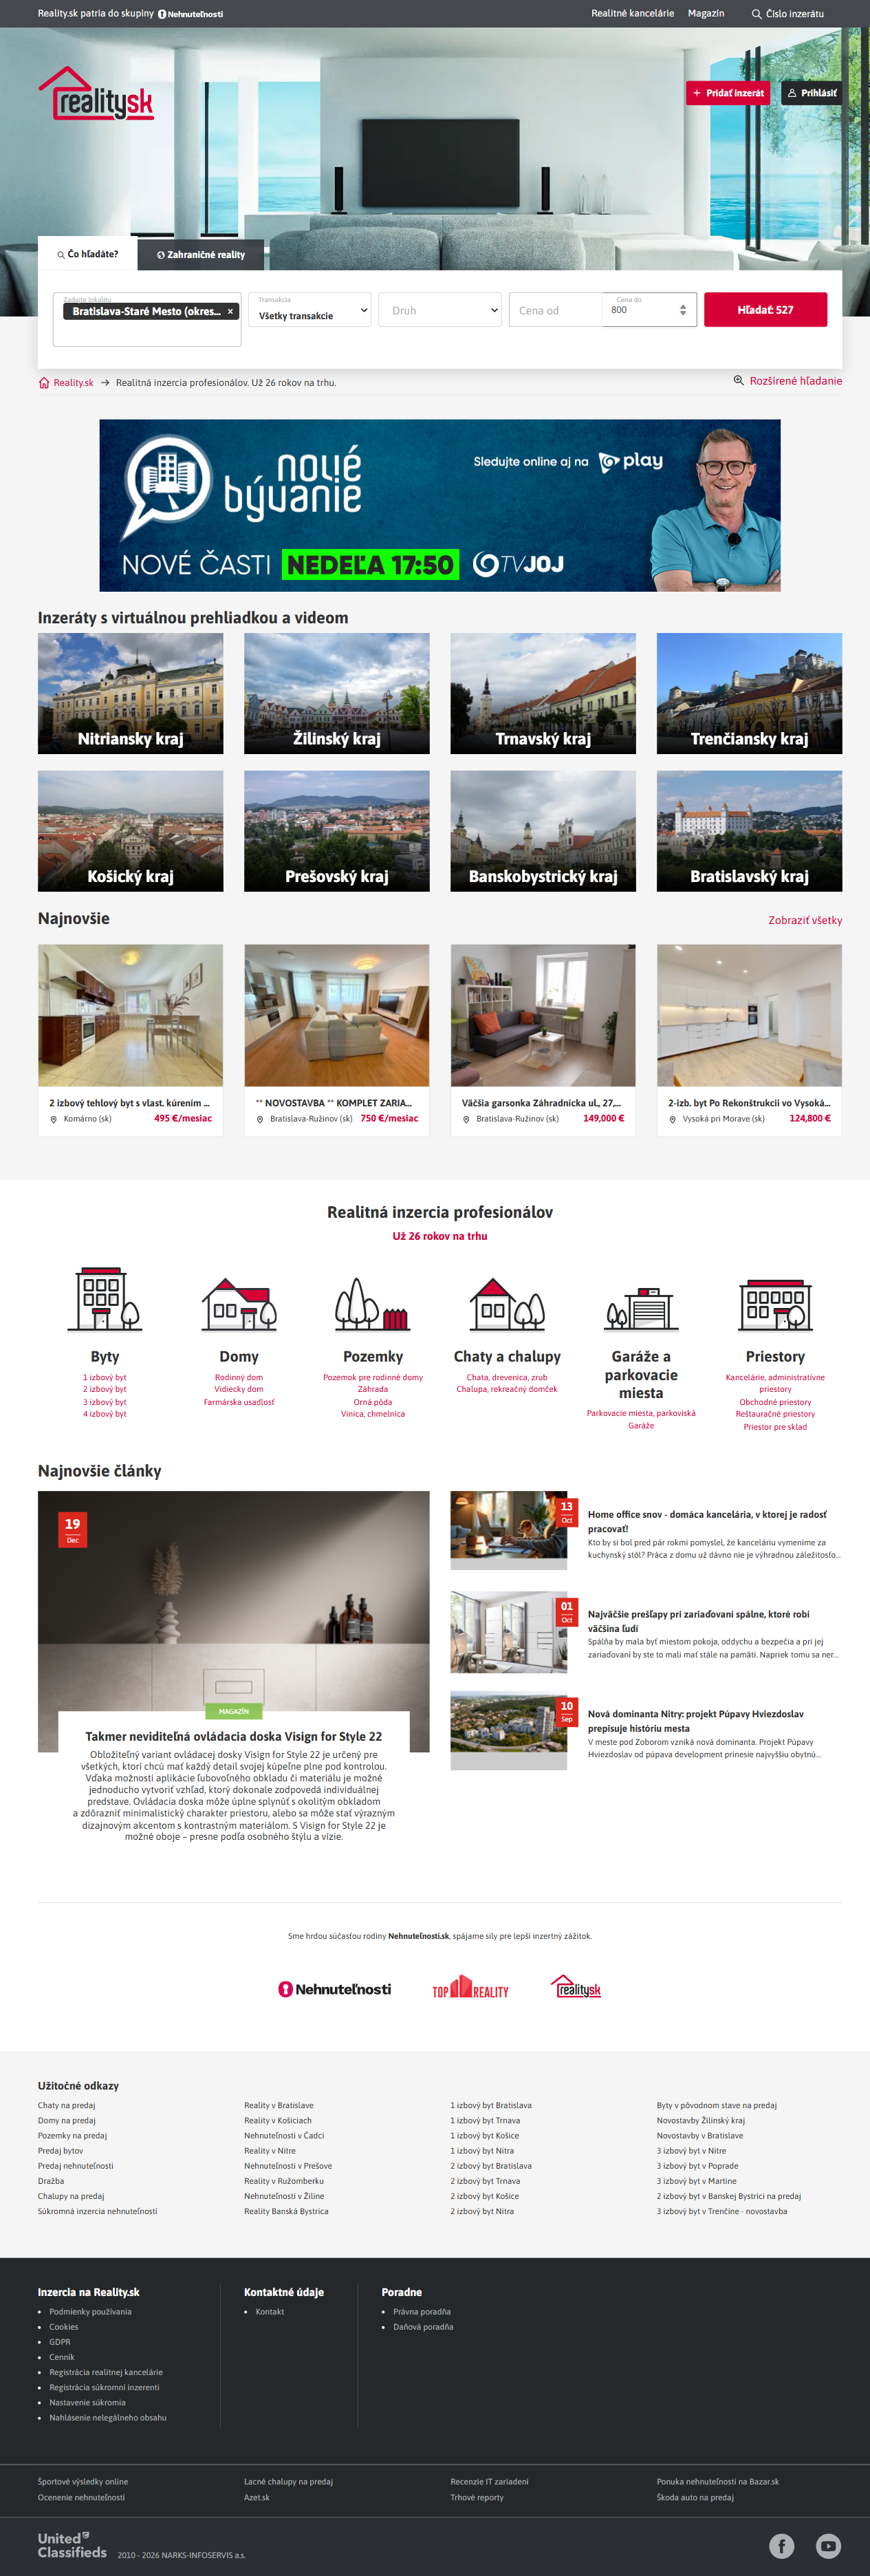 Reality.sk patria do skupiny Nehnuteľnosti
Realitné kancelárie Magazín Číslo inzerátu
realitysk
Pridať inzerát Prihlásiť
Čo hľadáte? Zahraničné reality
Zadajte lokalitu
Bratislava-Staré Mesto (okres... ×
Transakcia
Všetky transakcie
Druh
Cena od
Cena do
800
Hľadať: 527
Reality.sk → Realitná inzercia profesionálov. Už 26 rokov na trhu.
Rozšírené hľadanie
nové bývanie
Sledujte online aj na play
NOVÉ ČASTI NEDEĽA 17:50 TV JOJ
Inzeráty s virtuálnou prehliadkou a videom
Nitriansky kraj
Žilinský kraj
Trnavský kraj
Trenčiansky kraj
Košický kraj
Prešovský kraj
Banskobystrický kraj
Bratislavský kraj
Najnovšie
Zobraziť všetky
2 izbový tehlový byt s vlast. kúrením ...
Komárno (sk) 495 €/mesiac
** NOVOSTAVBA ** KOMPLET ZARIA...
Bratislava-Ružinov (sk) 750 €/mesiac
Väčšia garsonka Záhradnícka ul., 27,...
Bratislava-Ružinov (sk) 149,000 €
2-izb. byt Po Rekonštrukcii vo Vysoká...
Vysoká pri Morave (sk) 124,800 €
Realitná inzercia profesionálov
Už 26 rokov na trhu
Byty
1 izbový byt
2 izbový byt
3 izbový byt
4 izbový byt
Domy
Rodinný dom
Vidiecky dom
Farmárska usadlosť
Pozemky
Pozemok pre rodinné domy
Záhrada
Orná pôda
Vinica, chmelnica
Chaty a chalupy
Chata, drevenica, zrub
Chalupa, rekreačný domček
Garáže a
parkovacie
miesta
Parkovacie miesta, parkoviská
Garáže
Priestory
Kancelárie, administratívne
priestory
Obchodné priestory
Reštauračné priestory
Priestor pre sklad
Najnovšie články
19
Dec
MAGAZÍN
Takmer neviditeľná ovládacia doska Visign for Style 22
Obložiteľný variant ovládacej dosky Visign for Style 22 je určený pre
všetkých, ktorí chcú mať každý detail svojej kúpeľne plne pod kontrolou.
Vďaka možnosti aplikácie ľubovoľného obkladu či materiálu je možné
jednoducho vytvoriť vzhľad, ktorý dokonale zodpovedá individuálnej
predstave. Ovládacia doska môže úplne splynúť s okolitým obkladom
a zdôrazniť minimalistický charakter priestoru, alebo sa môže stať výrazným
dizajnovým akcentom s kontrastným materiálom. S Visign for Style 22 je
možné oboje – presne podľa osobného štýlu a vízie.
13
Oct
Home office snov - domáca kancelária, v ktorej je radosť
pracovať!
Kto by si bol pred pár rokmi pomyslel, že kanceláriu vymeníme za
kuchynský stôl? Práca z domu už dávno nie je výhradnou záležitosťo...
01
Oct
Najväčšie prešľapy pri zariaďovaní spálne, ktoré robí
väčšina ľudí
Spálňa by mala byť miestom pokoja, oddychu a bezpečia a pri jej
zariaďovaní by ste to mali mať stále na pamäti. Napriek tomu sa ner...
10
Sep
Nová dominanta Nitry: projekt Púpavy Hviezdoslav
prepisuje históriu mesta
V meste pod Zoborom vzniká nová dominanta. Projekt Púpavy
Hviezdoslav od púpava development prinesie najvyššiu obytnú...
Sme hrdou súčasťou rodiny Nehnuteľnosti.sk, spájame sily pre lepší inzertný zážitok.
Nehnuteľnosti TOP REALITY realitysk
Užitočné odkazy
Chaty na predaj
Domy na predaj
Pozemky na predaj
Predaj bytov
Predaj nehnuteľnosti
Dražba
Chalupy na predaj
Súkromná inzercia nehnuteľností
Reality v Bratislave
Reality v Košiciach
Nehnuteľnosti v Čadci
Reality v Nitre
Nehnuteľnosti v Prešove
Reality v Ružomberku
Nehnuteľnosti v Žiline
Reality Banská Bystrica
1 izbový byt Bratislava
1 izbový byt Trnava
1 izbový byt Košice
1 izbový byt Nitra
2 izbový byt Bratislava
2 izbový byt Trnava
2 izbový byt Košice
2 izbový byt Nitra
Byty v pôvodnom stave na predaj
Novostavby Žilinský kraj
Novostavby v Bratislave
3 izbový byt v Nitre
3 izbový byt v Poprade
3 izbový byt v Martine
2 izbový byt v Banskej Bystrici na predaj
3 izbový byt v Trenčíne - novostavba
Inzercia na Reality.sk
Podmienky používania
Cookies
GDPR
Cenník
Registrácia realitnej kancelárie
Registrácia súkromní inzerenti
Nastavenie súkromia
Nahlásenie nelegálneho obsahu
Kontaktné údaje
Kontakt
Poradne
Právna poradňa
Daňová poradňa
Športové výsledky online
Ocenenie nehnuteľností
Lacné chalupy na predaj
Azet.sk
Recenzie IT zariadení
Trhové reporty
Ponuka nehnuteľností na Bazar.sk
Škoda auto na predaj
United
Classifieds
2010 - 2026 NARKS-INFOSERVIS a.s.